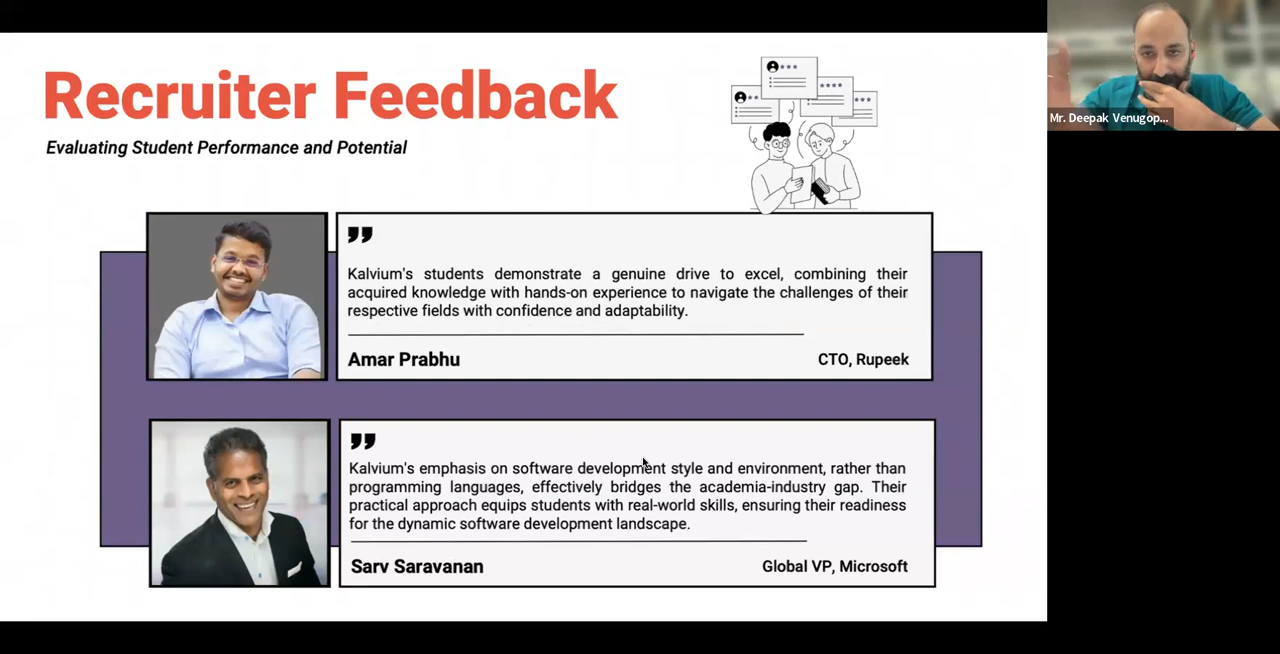 Recruiter Feedback
Evaluating Student Performance and Potential
Mr. Deepak Venugop...
Kalvium's students demonstrate a genuine drive to excel, combining their
acquired knowledge with hands-on experience to navigate the challenges of their
respective fields with confidence and adaptability.
Amar Prabhu CTO, Rupeek
Kalvium's emphasis on software development style and environment, rather than
programming languages, effectively bridges the academia-industry gap. Their
practical approach equips students with real-world skills, ensuring their readiness
for the dynamic software development landscape.
Sarv Saravanan Global VP, Microsoft